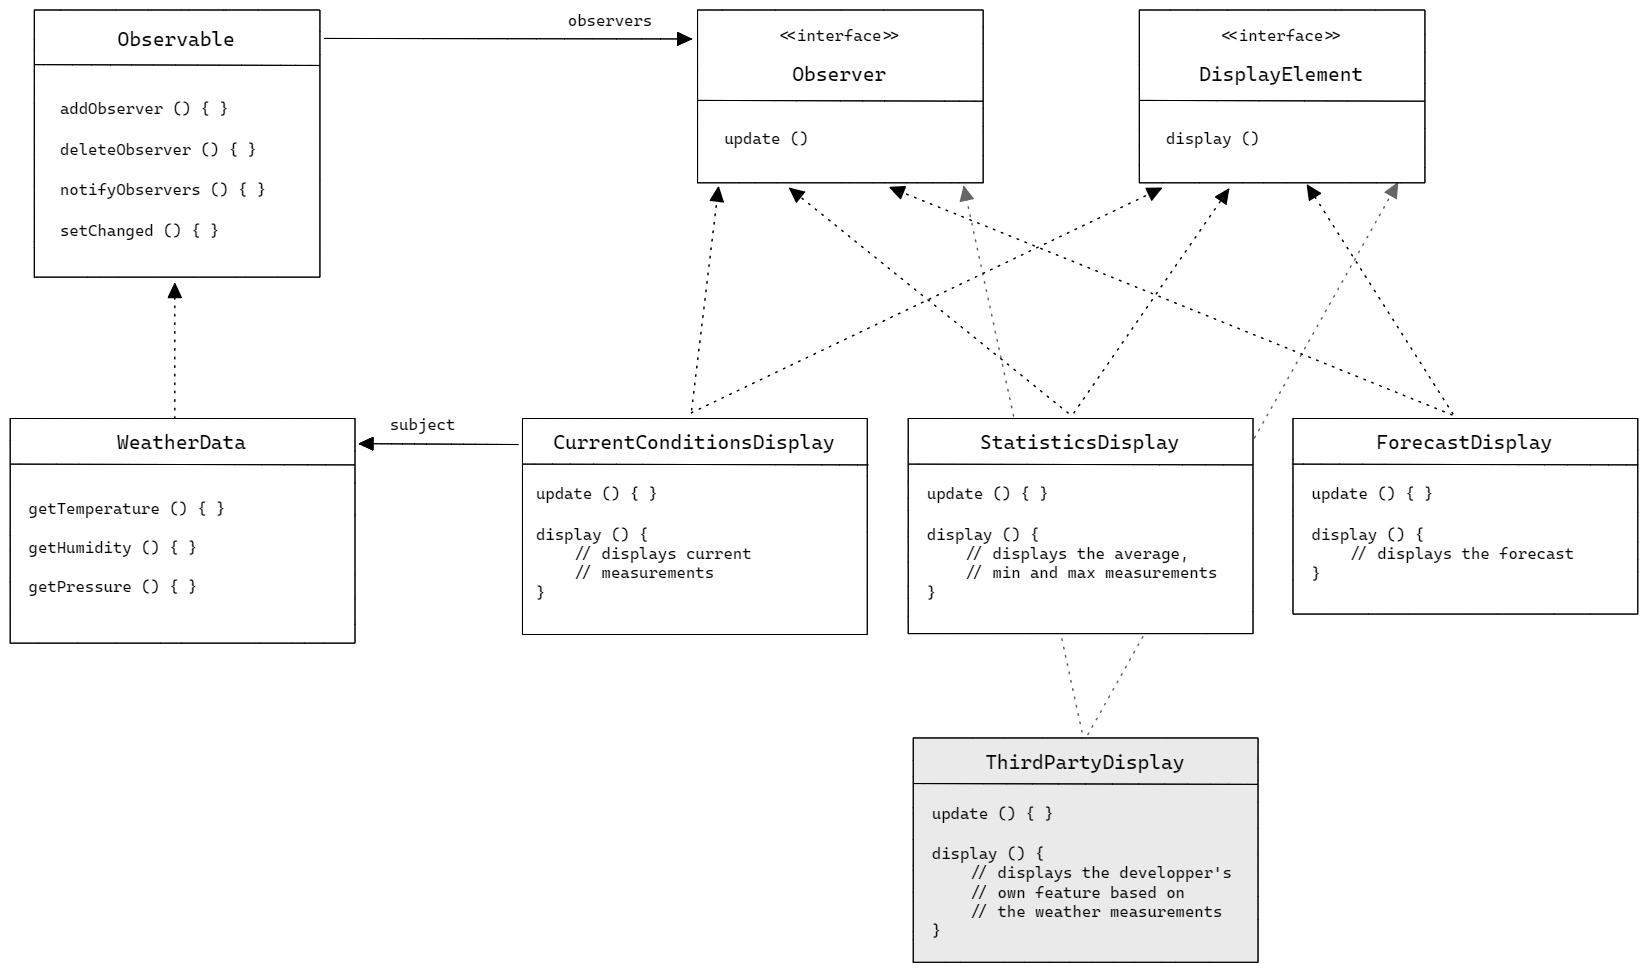 Observable
addObserver () { }
deleteObserver () { }
notifyObservers () { }
setChanged () { }
observers
<<interface>>
Observer
update ()
<<interface>>
DisplayElement
display ()
WeatherData
getTemperature () { }
getHumidity () { }
getPressure () { }
subject
CurrentConditionsDisplay
update () { }
display () {
// displays current
// measurements
}
StatisticsDisplay
update () { }
display () {
// displays the average,
// min and max measurements
}
ForecastDisplay
update () { }
display () {
// displays the forecast
}
ThirdPartyDisplay
update () { }
display () {
// displays the developper's
// own feature based on
// the weather measurements
}